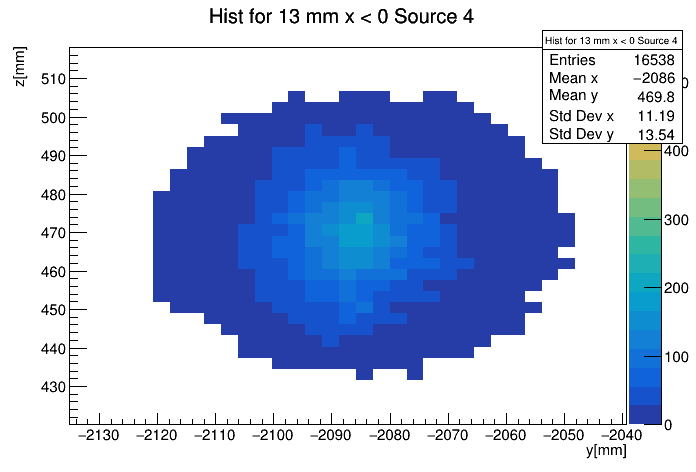 Hist for 13 mm x < 0 Source 4
z[mm]
Hist for 13 mm x < 0 Source 4
Entries 16538
Mean x −2086
Mean y 469.8
Std Dev x 11.19
Std Dev y 13.54
510
500
490
480
470
460
450
440
430
0
400
300
200
100
0
−2130 −2120 −2110 −2100 −2090 −2080 −2070 −2060 −2050 −2040
y[mm]